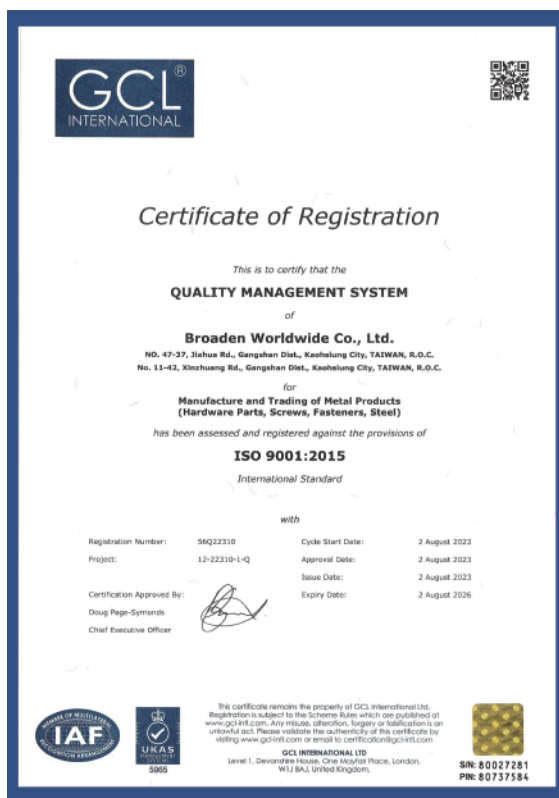 GCL®
INTERNATIONAL
Certificate of Registration
This is to certify that the
QUALITY MANAGEMENT SYSTEM
of
Broaden Worldwide Co., Ltd.
NO. 47-37, Jiahua Rd., Gangshan Dist., Kaohsiung City, TAIWAN, R.O.C.
No. 11-42, Xinzhuang Rd., Gangshan Dist., Kaohsiung City, TAIWAN, R.O.C.
for
Manufacture and Trading of Metal Products
(Hardware Parts, Screws, Fasteners, Steel)
has been assessed and registered against the provisions of
ISO 9001:2015
International Standard
with
Registration Number: 56Q22310 Cycle Start Date: 2 August 2023
Project: 12-22310-1-Q Approval Date: 2 August 2023
Issue Date: 2 August 2023
Certification Approved By: Expiry Date: 2 August 2026
Doug Page-Symonds
Chief Executive Officer
MEMBER OF MULTILATERAL
IAF
RECOGNITION ARRANGEMENT
UKAS
MANAGEMENT
SYSTEMS
5985
This certificate remains the property of GCL International Ltd.
Registration is subject to the Scheme Rules which are published at
www.gcl-intl.com. Any misuse, alteration, forgery or falsification is an
unlawful act. Please validate the authenticity of this certificate by
visiting www.gcl-intl.com or email to certification@gcl-intl.com
GCL INTERNATIONAL LTD
Level 1, Devonshire House, One Mayfair Place, London,
W1J 8AJ, United Kingdom.
S/N: 80027281
PIN: 80737584